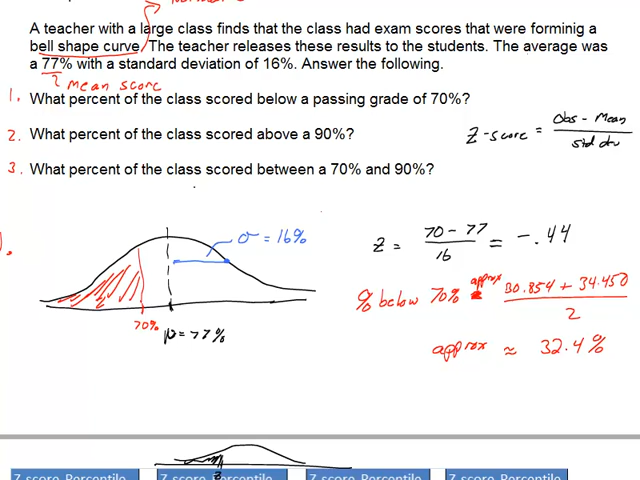 A teacher with a large class finds that the class had exam scores that were forminig a
bell shape curve. The teacher releases these results to the students. The average was
a 77% with a standard deviation of 16%. Answer the following.
mean score
1. What percent of the class scored below a passing grade of 70%?
2. What percent of the class scored above a 90%?
3. What percent of the class scored between a 70% and 90%?
Z-score = Obs - Mean
std dv
1).
σ = 16%
70%
μ = 77%
Z = 70 - 77
16
= -.44
% below 70% approx 30.854 + 34.458
2
approx ≈ 32.4%
Z-score Percentile Z-score Percentile Z-score Percentile Z-score Percentile